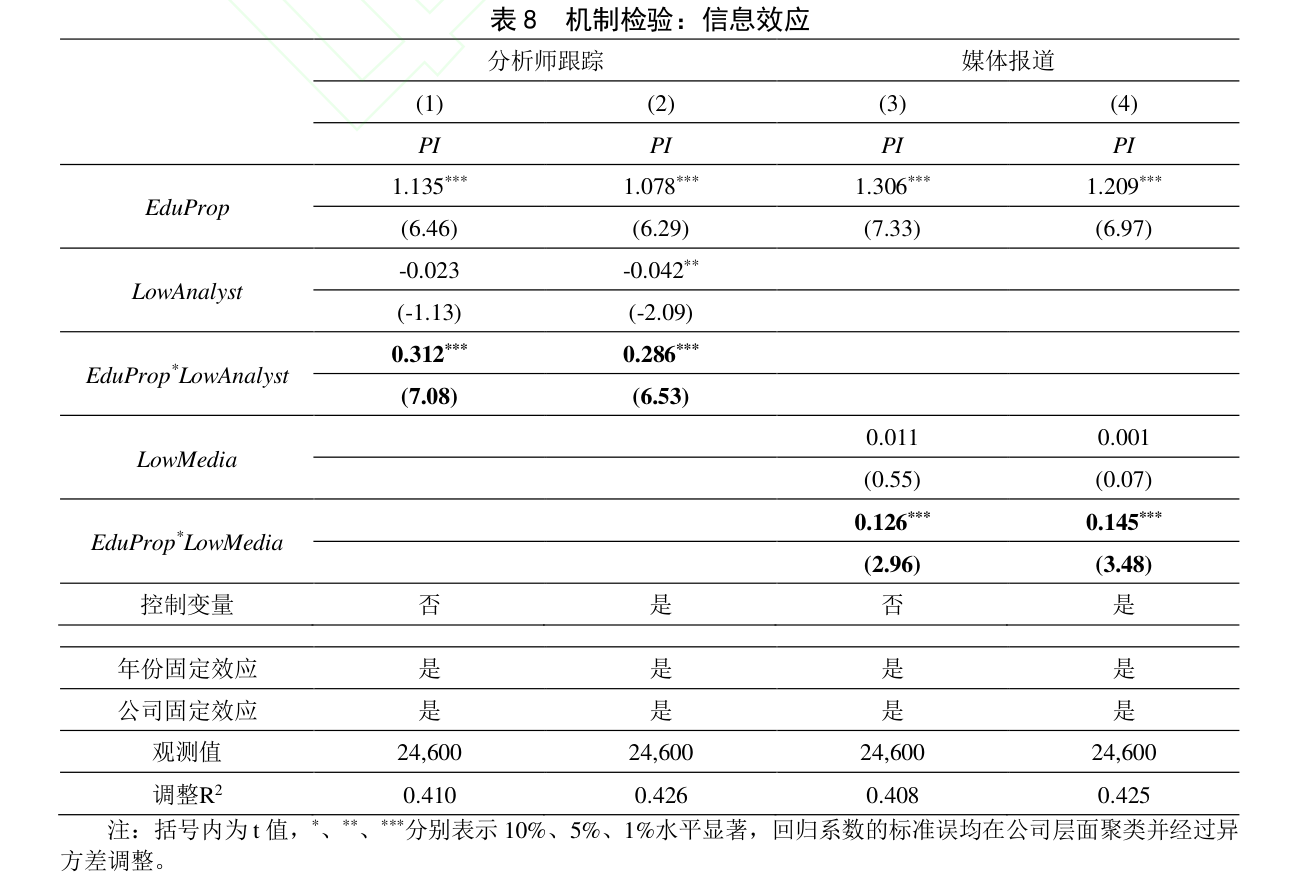 表 8 机制检验：信息效应
分析师跟踪 媒体报道
(1) (2) (3) (4)
PI PI PI PI
EduProp 1.135*** 1.078*** 1.306*** 1.209***
(6.46) (6.29) (7.33) (6.97)
LowAnalyst -0.023 -0.042**
(-1.13) (-2.09)
EduProp*LowAnalyst 0.312*** 0.286***
(7.08) (6.53)
LowMedia 0.011 0.001
(0.55) (0.07)
EduProp*LowMedia 0.126*** 0.145***
(2.96) (3.48)
控制变量 否 是 否 是
年份固定效应 是 是 是 是
公司固定效应 是 是 是 是
观测值 24,600 24,600 24,600 24,600
调整R² 0.410 0.426 0.408 0.425
注：括号内为 t 值，*、**、***分别表示 10%、5%、1%水平显著，回归系数的标准误均在公司层面聚类并经过异
方差调整。